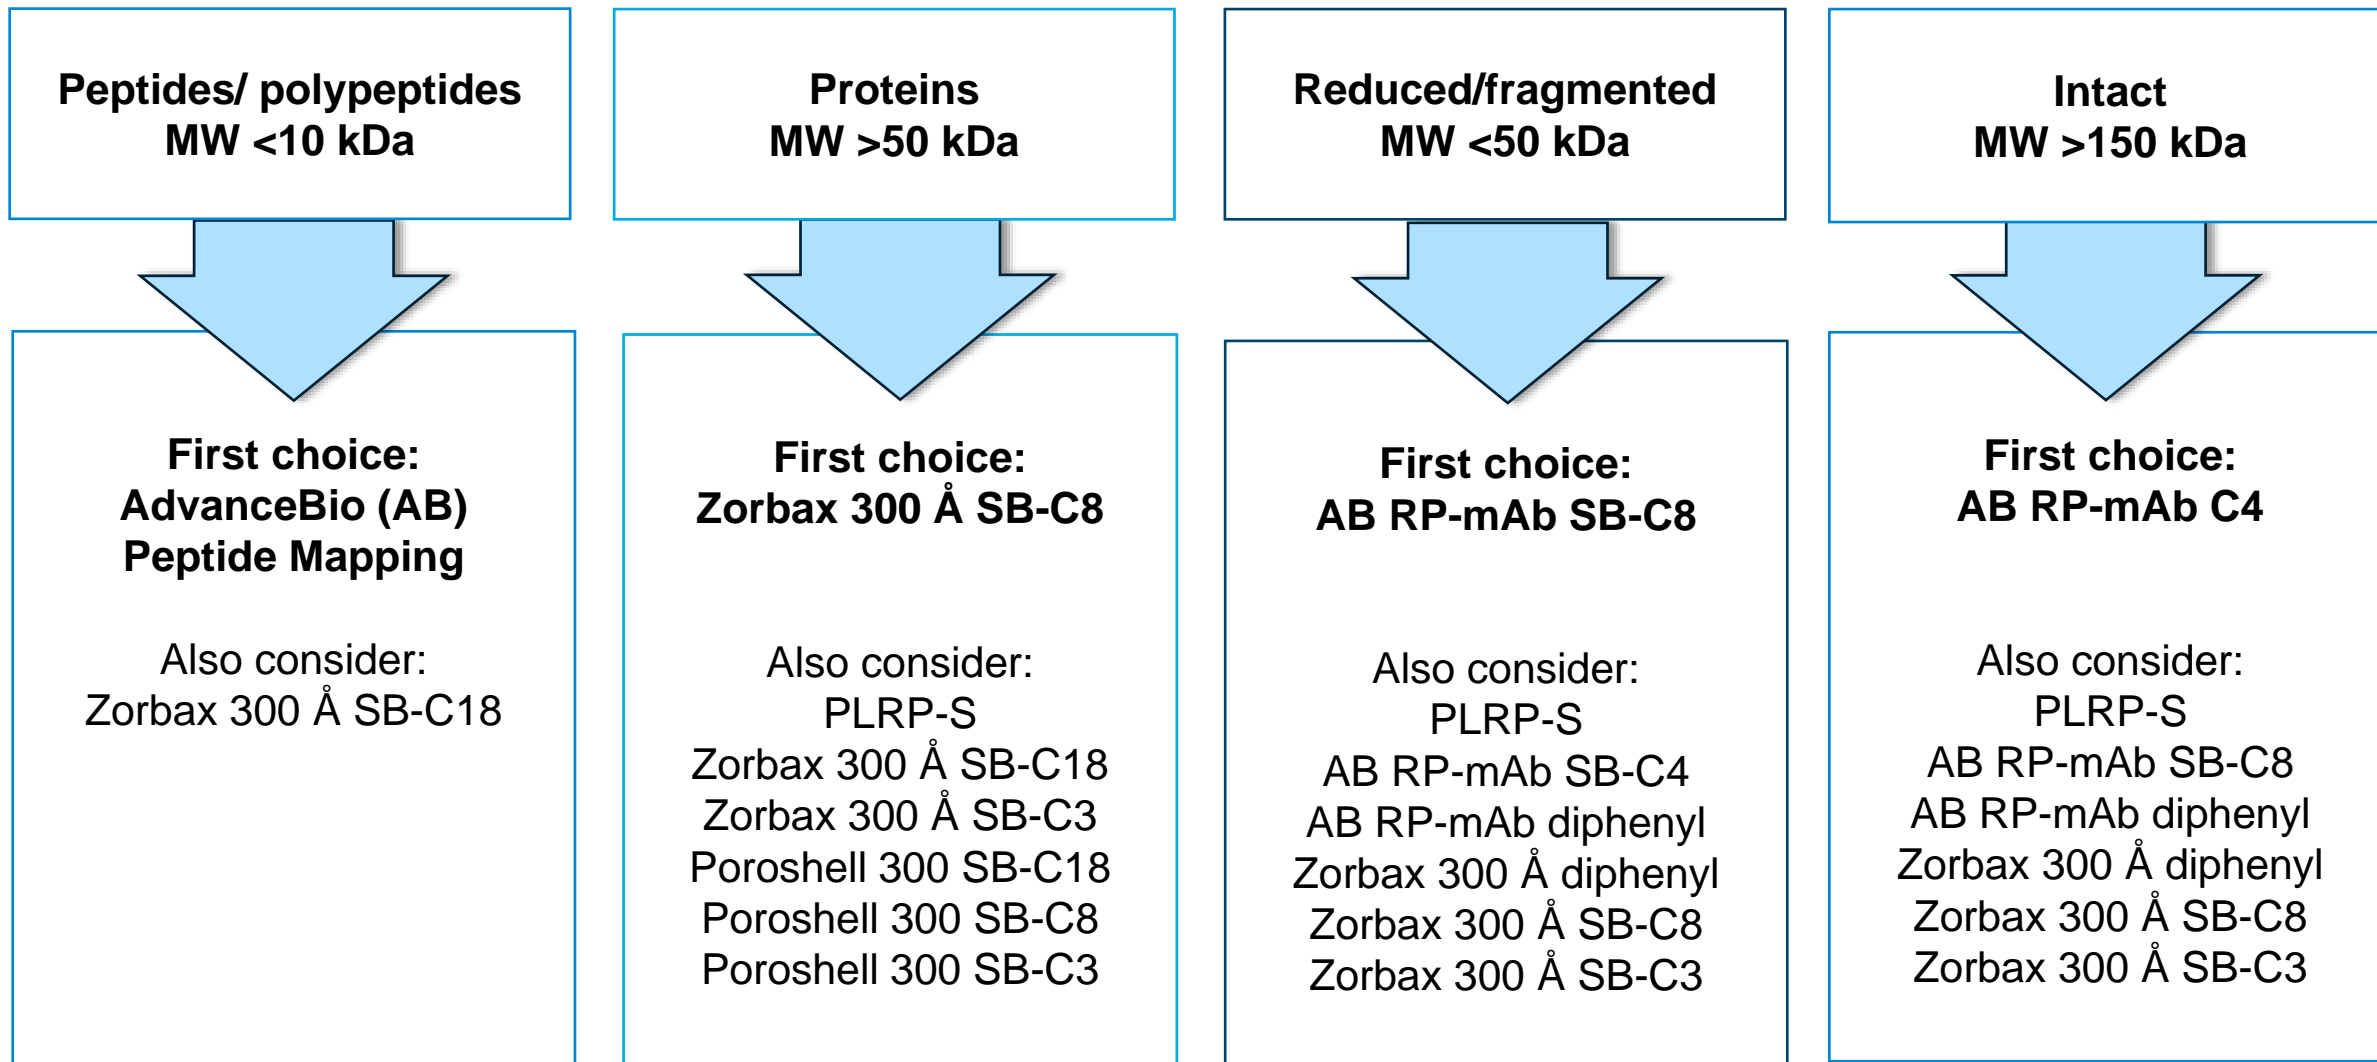 Peptides/ polypeptides
MW <10 kDa
First choice:
AdvanceBio (AB)
Peptide Mapping
Also consider:
Zorbax 300 Å SB-C18
Proteins
MW >50 kDa
First choice:
Zorbax 300 Å SB-C8
Also consider:
PLRP-S
Zorbax 300 Å SB-C18
Zorbax 300 Å SB-C3
Poroshell 300 SB-C18
Poroshell 300 SB-C8
Poroshell 300 SB-C3
Reduced/fragmented
MW <50 kDa
First choice:
AB RP-mAb SB-C8
Also consider:
PLRP-S
AB RP-mAb SB-C4
AB RP-mAb diphenyl
Zorbax 300 Å diphenyl
Zorbax 300 Å SB-C8
Zorbax 300 Å SB-C3
Intact
MW >150 kDa
First choice:
AB RP-mAb C4
Also consider:
PLRP-S
AB RP-mAb SB-C8
AB RP-mAb diphenyl
Zorbax 300 Å diphenyl
Zorbax 300 Å SB-C8
Zorbax 300 Å SB-C3